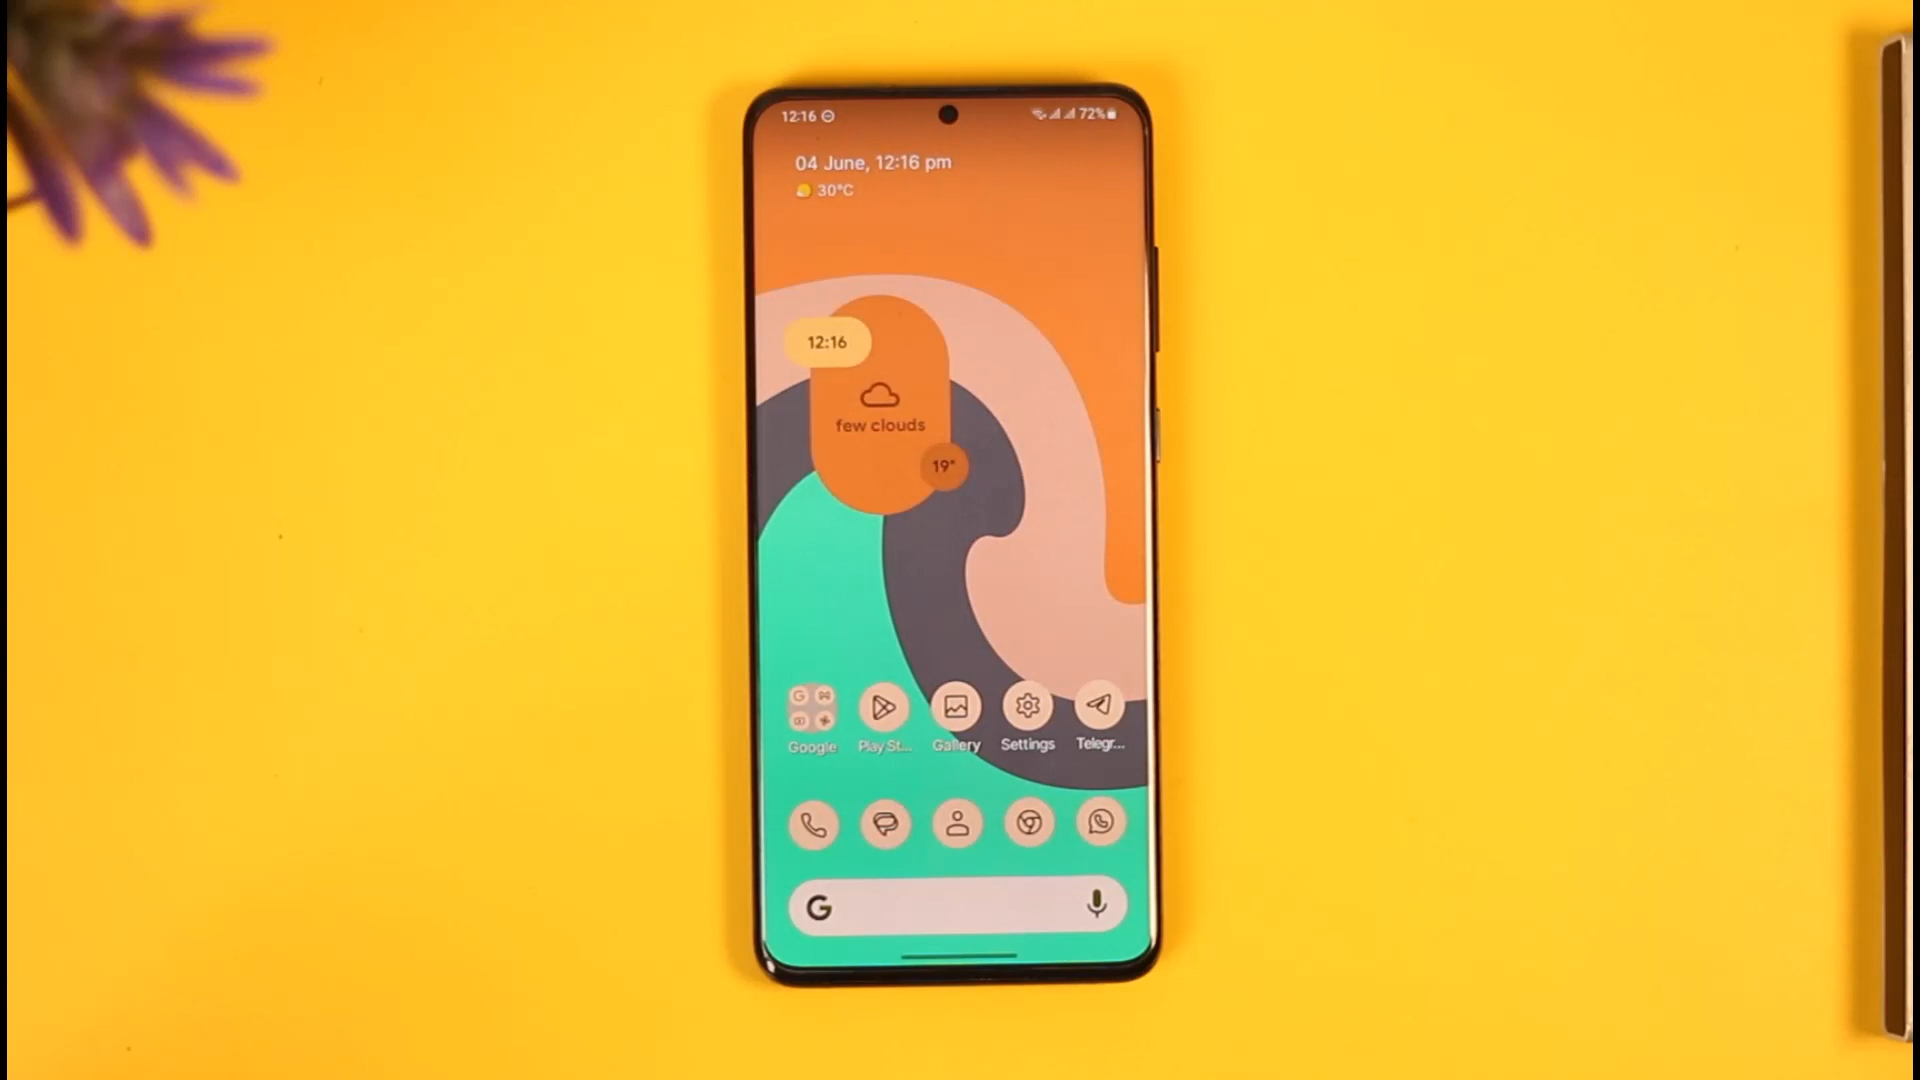 12:16
72%
04 June, 12:16 pm
30°C
12:16
few clouds
19°
Google
Play St...
Gallery
Settings
Telegr...
G